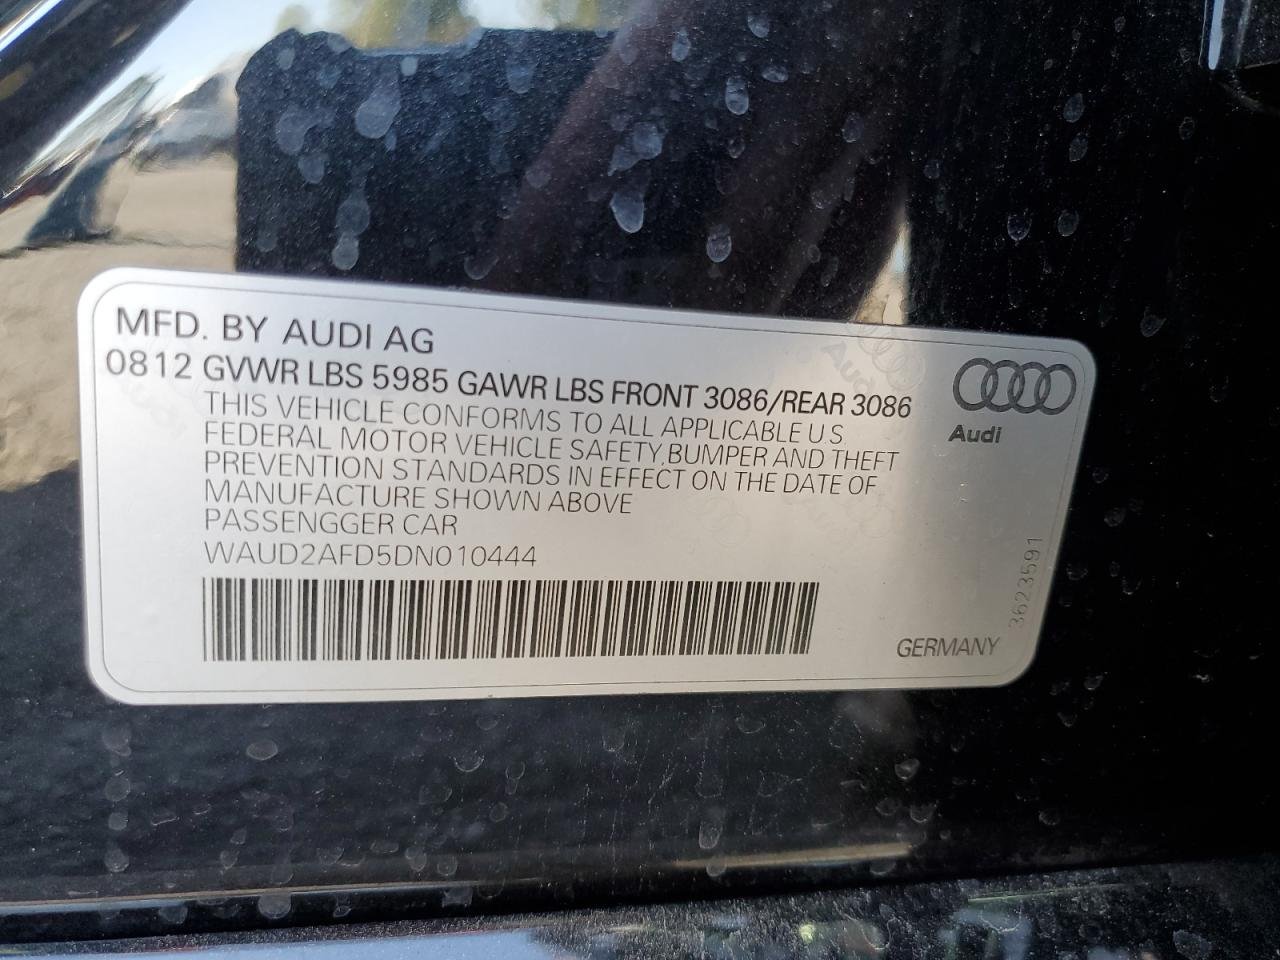 MFD. BY AUDI AG
0812 GVWR LBS 5985 GAWR LBS FRONT 3086/REAR 3086
THIS VEHICLE CONFORMS TO ALL APPLICABLE U.S
FEDERAL MOTOR VEHICLE SAFETY, BUMPER AND THEFT
PREVENTION STANDARDS IN EFFECT ON THE DATE OF
MANUFACTURE SHOWN ABOVE
PASSENGGER CAR
WAUD2AFD5DN010444
Audi
3623591
GERMANY